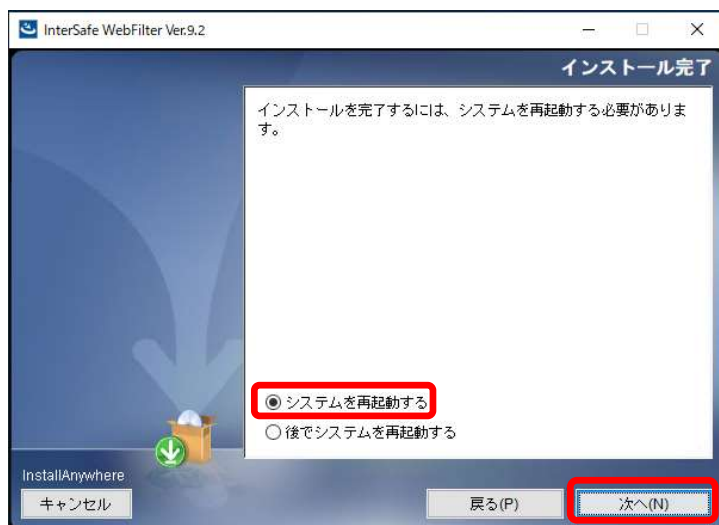 InterSafe WebFilter Ver.9.2
インストール完了
インストールを完了するには、システムを再起動する必要がありま
す。
システムを再起動する
後でシステムを再起動する
InstallAnywhere
キャンセル
戻る(P)
次へ(N)